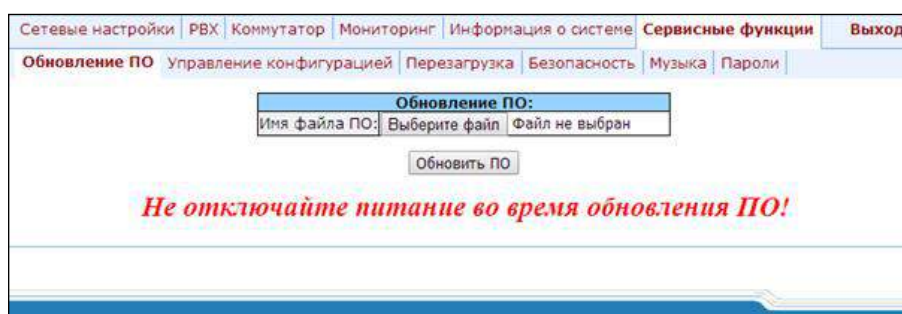 Сетевые настройки PBX Коммутатор Мониторинг Информация о системе Сервисные функции Выход
Обновление ПО Управление конфигурацией Перезагрузка Безопасность Музыка Пароли
Обновление ПО:
Имя файла ПО: Выберите файл Файл не выбран
Обновить ПО
Не отключайте питание во время обновления ПО!